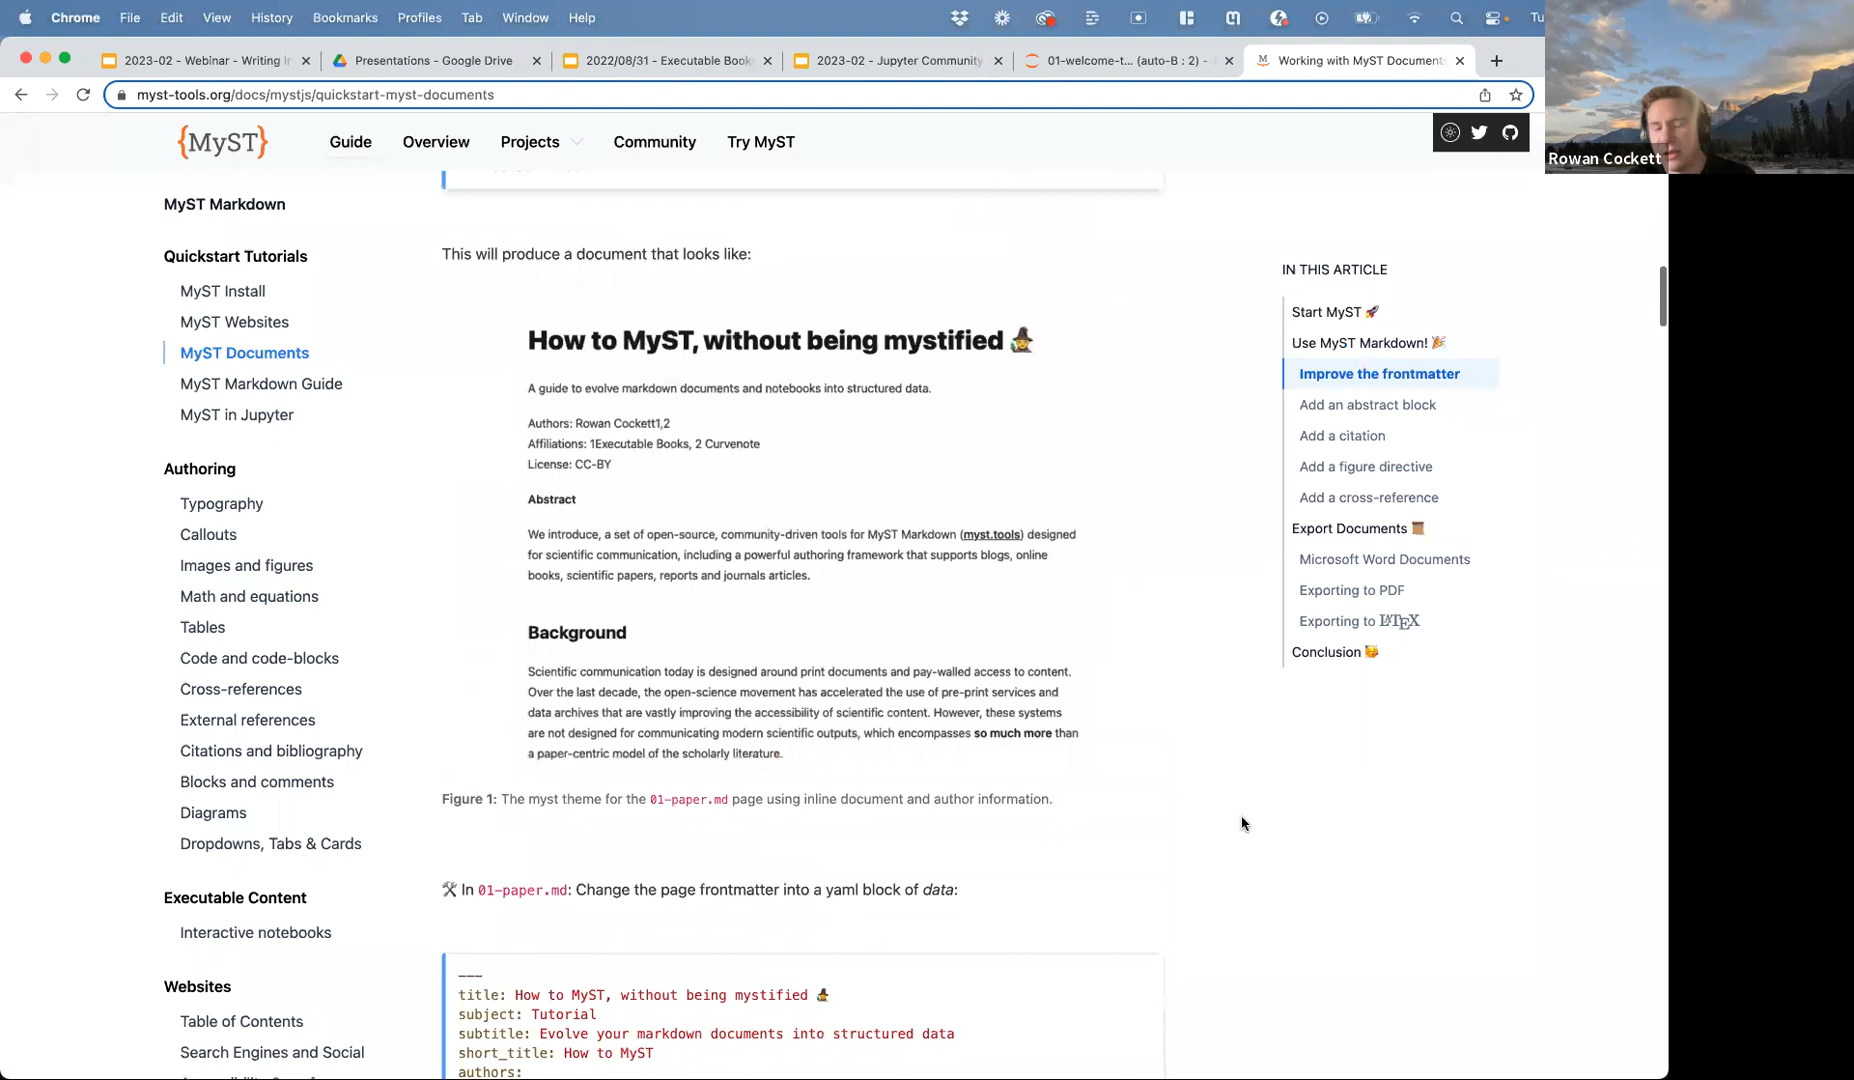 Chrome File Edit View History Bookmarks Profiles Tab Window Help
2023-02 - Webinar - Writing
Presentations - Google Drive
2022/08/31 - Executable Book
2023-02 - Jupyter Community
01-welcome-t... (auto-B : 2) -
Working with MyST Document
myst-tools.org/docs/mystjs/quickstart-myst-documents
Rowan Cockett
{MyST}
Guide Overview Projects Community Try MyST
MyST Markdown
Quickstart Tutorials
MyST Install
MyST Websites
MyST Documents
MyST Markdown Guide
MyST in Jupyter
Authoring
Typography
Callouts
Images and figures
Math and equations
Tables
Code and code-blocks
Cross-references
External references
Citations and bibliography
Blocks and comments
Diagrams
Dropdowns, Tabs & Cards
Executable Content
Interactive notebooks
Websites
Table of Contents
Search Engines and Social
This will produce a document that looks like:
How to MyST, without being mystified
A guide to evolve markdown documents and notebooks into structured data.
Authors: Rowan Cockett1,2
Affiliations: 1Executable Books, 2 Curvenote
License: CC-BY
Abstract
We introduce, a set of open-source, community-driven tools for MyST Markdown (myst.tools) designed
for scientific communication, including a powerful authoring framework that supports blogs, online
books, scientific papers, reports and journals articles.
Background
Scientific communication today is designed around print documents and pay-walled access to content.
Over the last decade, the open-science movement has accelerated the use of pre-print services and
data archives that are vastly improving the accessibility of scientific content. However, these systems
are not designed for communicating modern scientific outputs, which encompasses so much more than
a paper-centric model of the scholarly literature.
Figure 1: The myst theme for the 01-paper.md page using inline document and author information.
🛠 In 01-paper.md: Change the page frontmatter into a yaml block of data:
---
title: How to MyST, without being mystified
subject: Tutorial
subtitle: Evolve your markdown documents into structured data
short_title: How to MyST
authors:
IN THIS ARTICLE
Start MyST 🚀
Use MyST Markdown! 🎉
Improve the frontmatter
Add an abstract block
Add a citation
Add a figure directive
Add a cross-reference
Export Documents
Microsoft Word Documents
Exporting to PDF
Exporting to LATEX
Conclusion 🥳